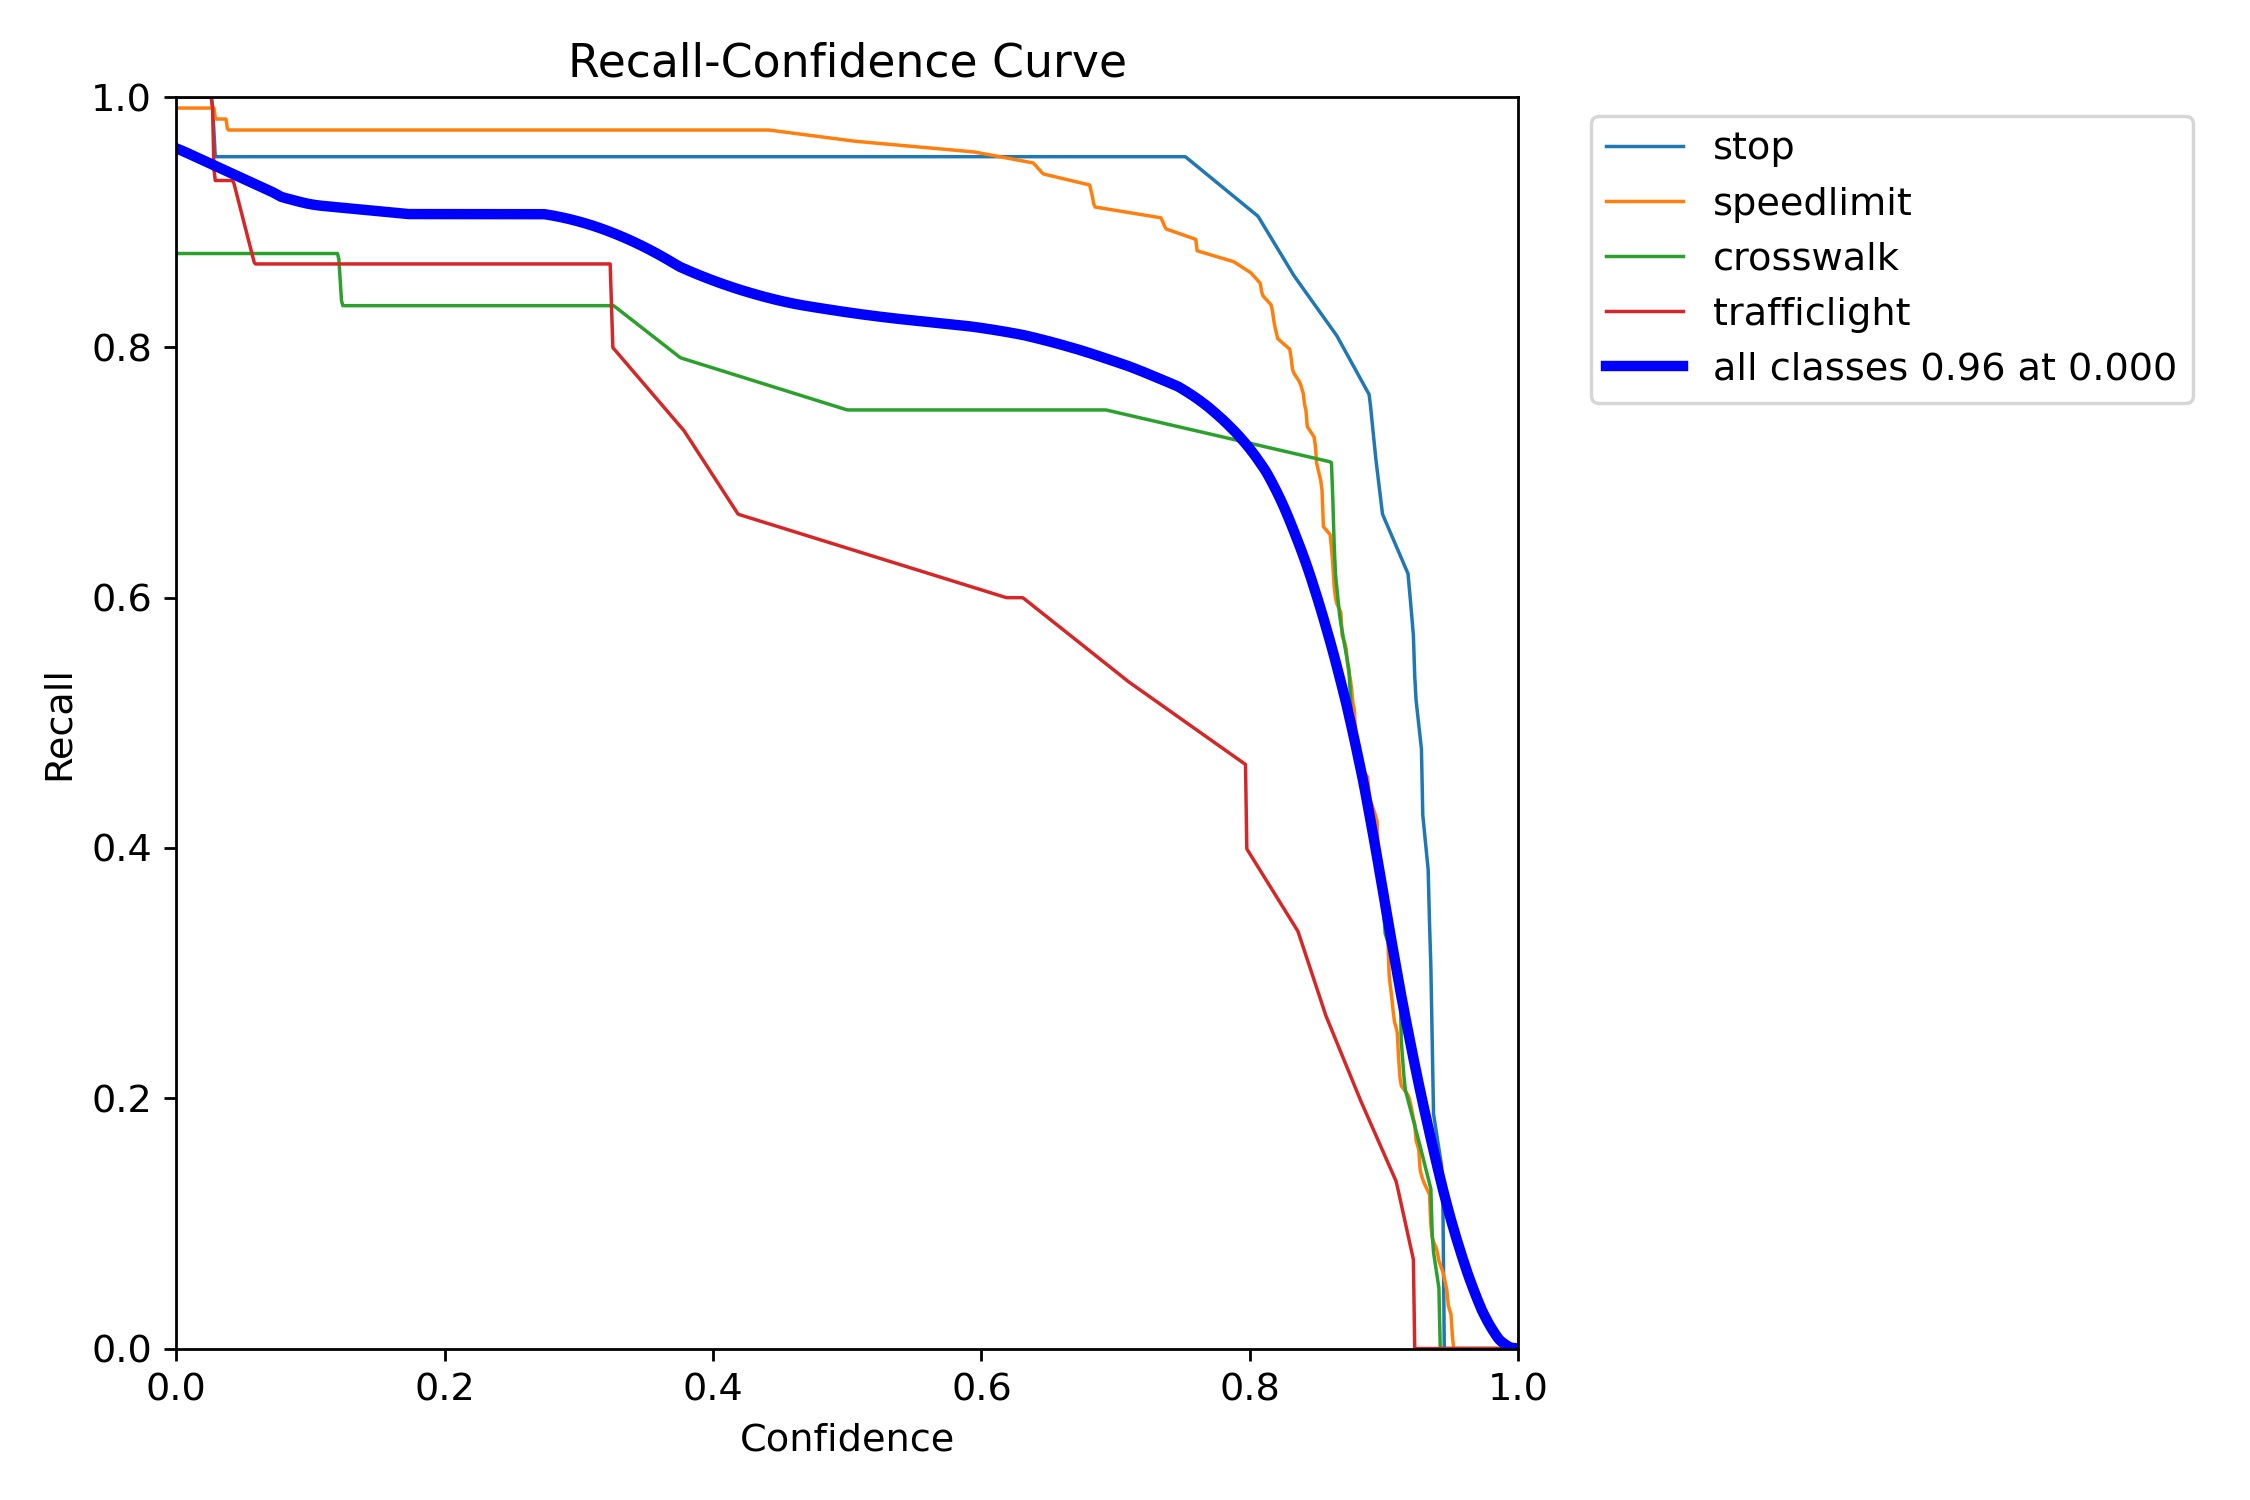 Recall-Confidence Curve
1.0
0.8
0.6
0.4
0.2
0.0
Recall
0.0 0.2 0.4 0.6 0.8 1.0
Confidence
stop
speedlimit
crosswalk
trafficlight
all classes 0.96 at 0.000